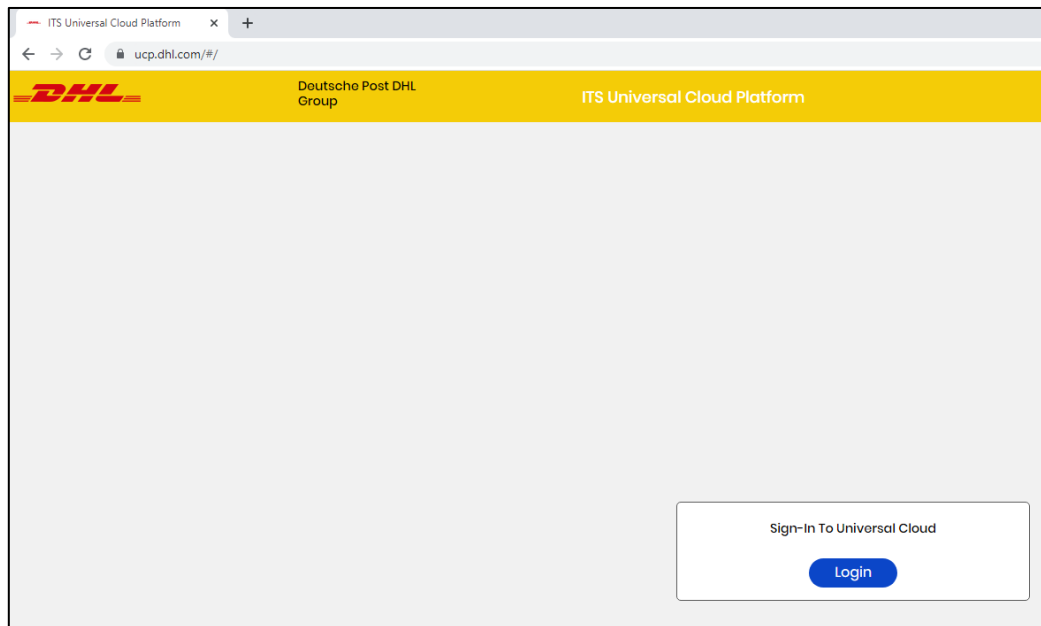 ITS Universal Cloud Platform
ucp.dhl.com/#/
DHL
Deutsche Post DHL
Group
ITS Universal Cloud Platform
Sign-In To Universal Cloud
Login